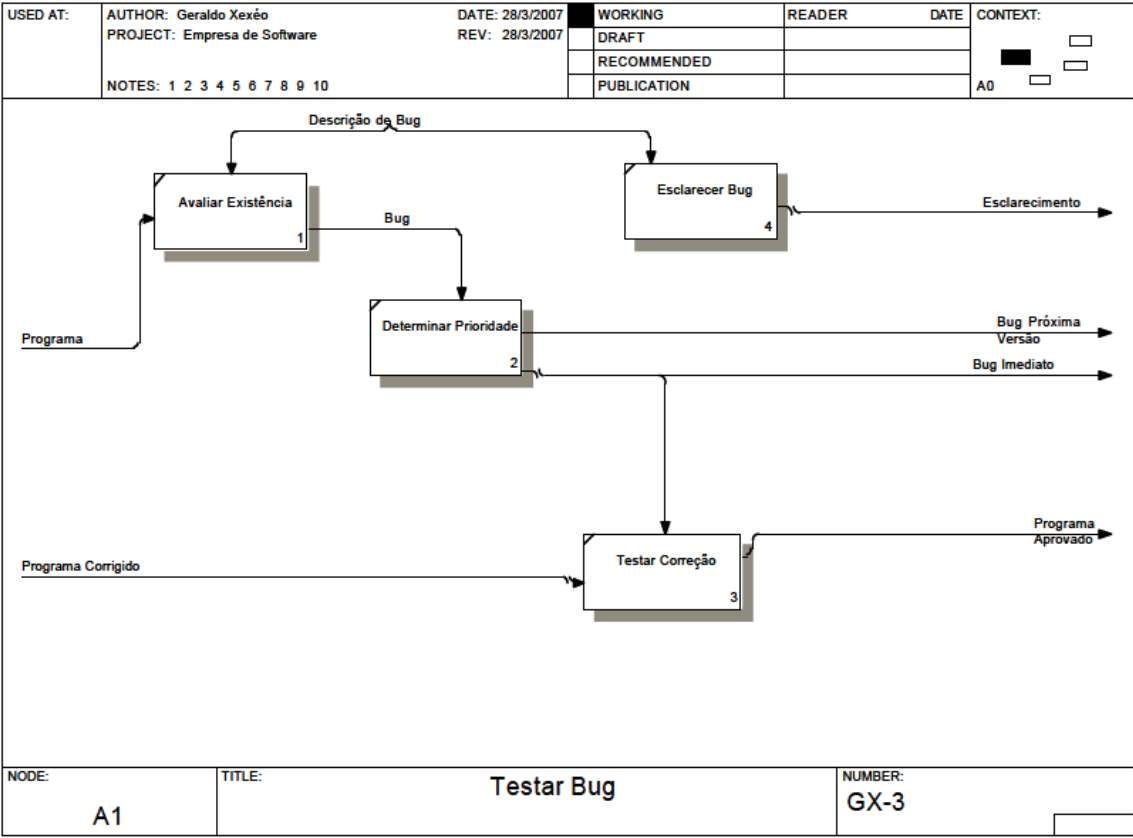 USED AT:
AUTHOR: Geraldo Xexéo
DATE: 28/3/2007
WORKING
READER
DATE
CONTEXT:
PROJECT: Empresa de Software
REV: 28/3/2007
DRAFT
RECOMMENDED
NOTES: 1 2 3 4 5 6 7 8 9 10
PUBLICATION
A0
Descrição de Bug
Avaliar Existência
1
Esclarecer Bug
4
Esclarecimento
Bug
Determinar Prioridade
2
Programa
Bug Próxima
Versão
Bug Imediato
Testar Correção
3
Programa
Aprovado
Programa Corrigido
NODE:
A1
TITLE:
Testar Bug
NUMBER:
GX-3